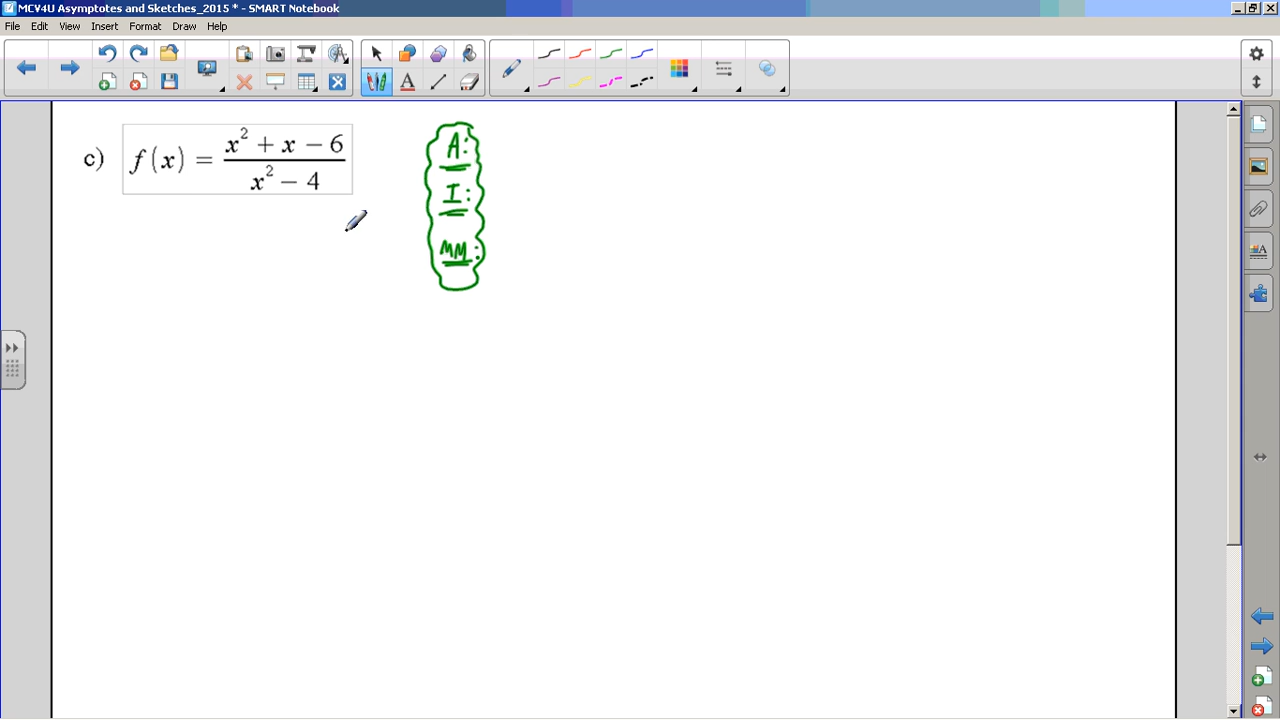 MCV4U Asymptotes and Sketches_2015 * - SMART Notebook
File Edit View Insert Format Draw Help
c) f(x) = (x² + x − 6) / (x² − 4)
A:
I:
MM: